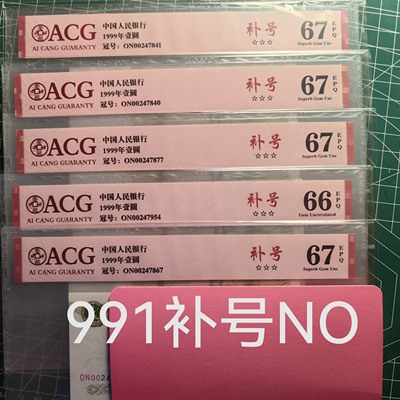 ACG
AI CANG GUARANTY
中国人民银行
1999年壹圆
冠号：ON00247841
补号
☆☆☆
67
EPQ
Superb Gem Unc
ACG
AI CANG GUARANTY
中国人民银行
1999年壹圆
冠号：ON00247840
补号
☆☆☆
67
EPQ
Superb Gem Unc
ACG
AI CANG GUARANTY
中国人民银行
1999年壹圆
冠号：ON00247877
补号
☆☆☆
67
EPQ
Superb Gem Unc
ACG
AI CANG GUARANTY
中国人民银行
1999年壹圆
冠号：ON00247954
补号
☆☆☆
66
EPQ
Gem Uncirculated
ACG
AI CANG GUARANTY
中国人民银行
1999年壹圆
冠号：ON00247867
补号
☆☆☆
67
EPQ
Superb Gem Unc
991补号NO
ON0024